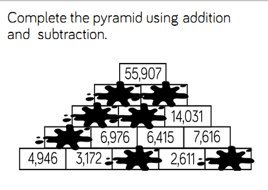 Complete the pyramid using addition
and subtraction.
55,907
14,031
6,976 6,415 7,616
4,946 3,172 2,611